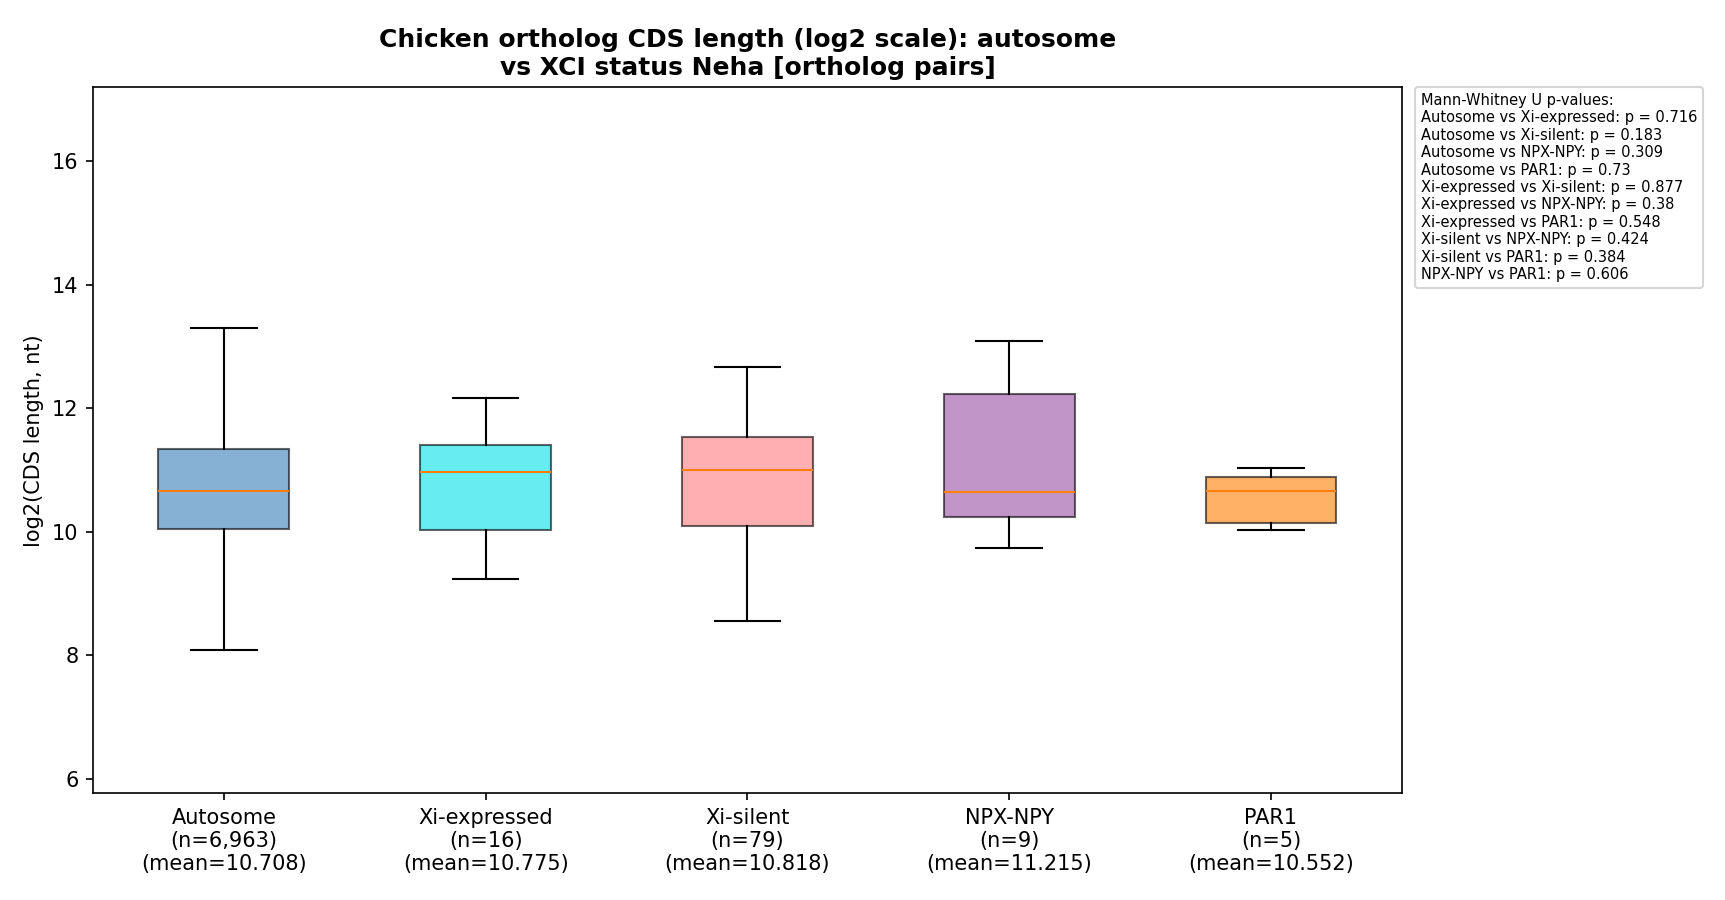 Chicken ortholog CDS length (log2 scale): autosome
vs XCI status Neha [ortholog pairs]
log2(CDS length, nt)
16
14
12
10
8
6
Autosome
(n=6,963)
(mean=10.708)
Xi-expressed
(n=16)
(mean=10.775)
Xi-silent
(n=79)
(mean=10.818)
NPX-NPY
(n=9)
(mean=11.215)
PAR1
(n=5)
(mean=10.552)
Mann-Whitney U p-values:
Autosome vs Xi-expressed: p = 0.716
Autosome vs Xi-silent: p = 0.183
Autosome vs NPX-NPY: p = 0.309
Autosome vs PAR1: p = 0.73
Xi-expressed vs Xi-silent: p = 0.877
Xi-expressed vs NPX-NPY: p = 0.38
Xi-expressed vs PAR1: p = 0.548
Xi-silent vs NPX-NPY: p = 0.424
Xi-silent vs PAR1: p = 0.384
NPX-NPY vs PAR1: p = 0.606